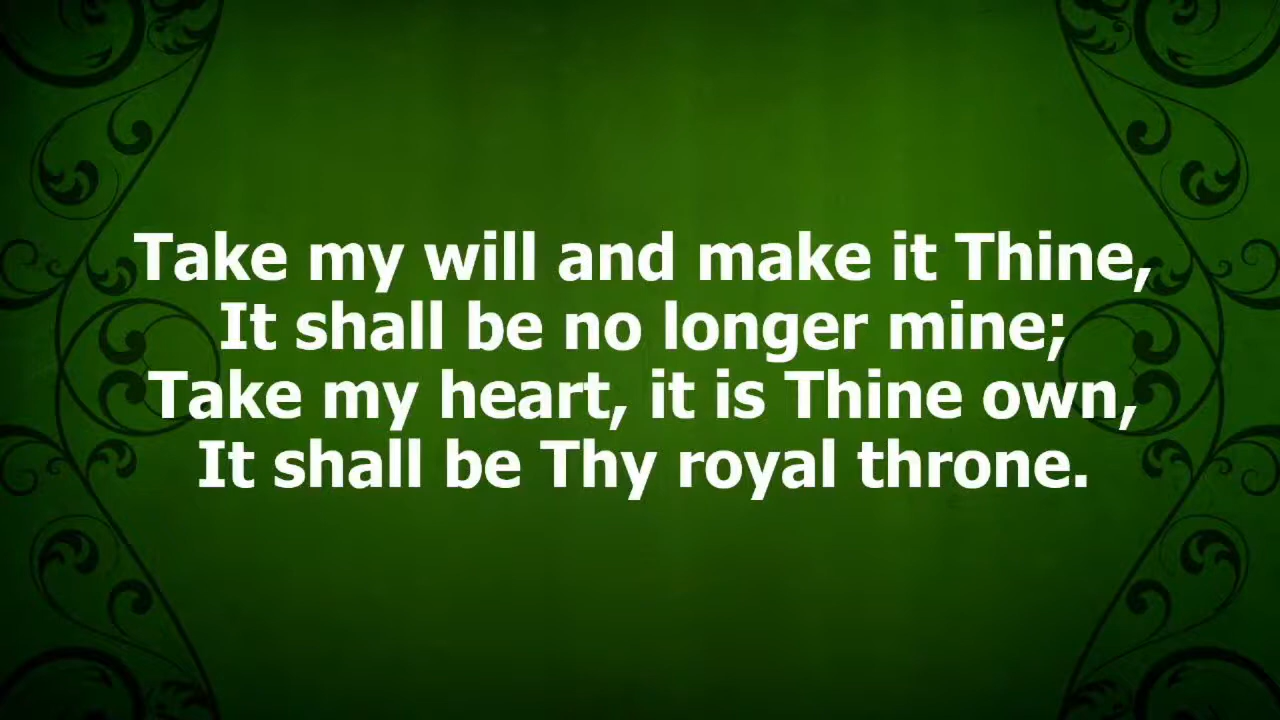 Take my will and make it Thine,
It shall be no longer mine;
Take my heart, it is Thine own,
It shall be Thy royal throne.